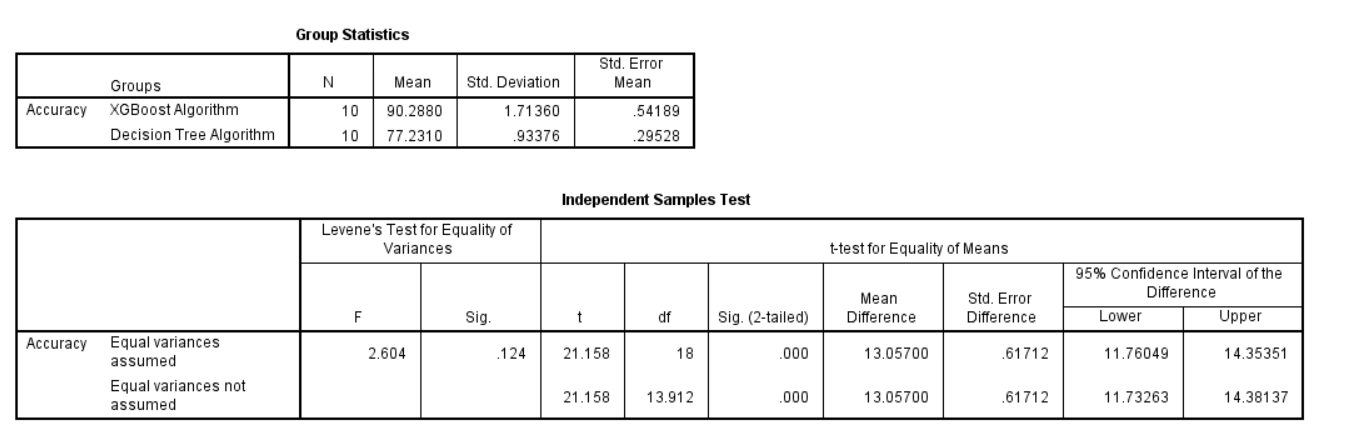 Group Statistics
Groups N Mean Std. Deviation Std. Error Mean
Accuracy XGBoost Algorithm 10 90.2880 1.71360 .54189
Decision Tree Algorithm 10 77.2310 .93376 .29528
Independent Samples Test
Levene's Test for Equality of Variances t-test for Equality of Means
95% Confidence Interval of the Difference
F Sig. t df Sig. (2-tailed) Mean Difference Std. Error Difference Lower Upper
Accuracy Equal variances assumed 2.604 .124 21.158 18 .000 13.05700 .61712 11.76049 14.35351
Equal variances not assumed 21.158 13.912 .000 13.05700 .61712 11.73263 14.38137